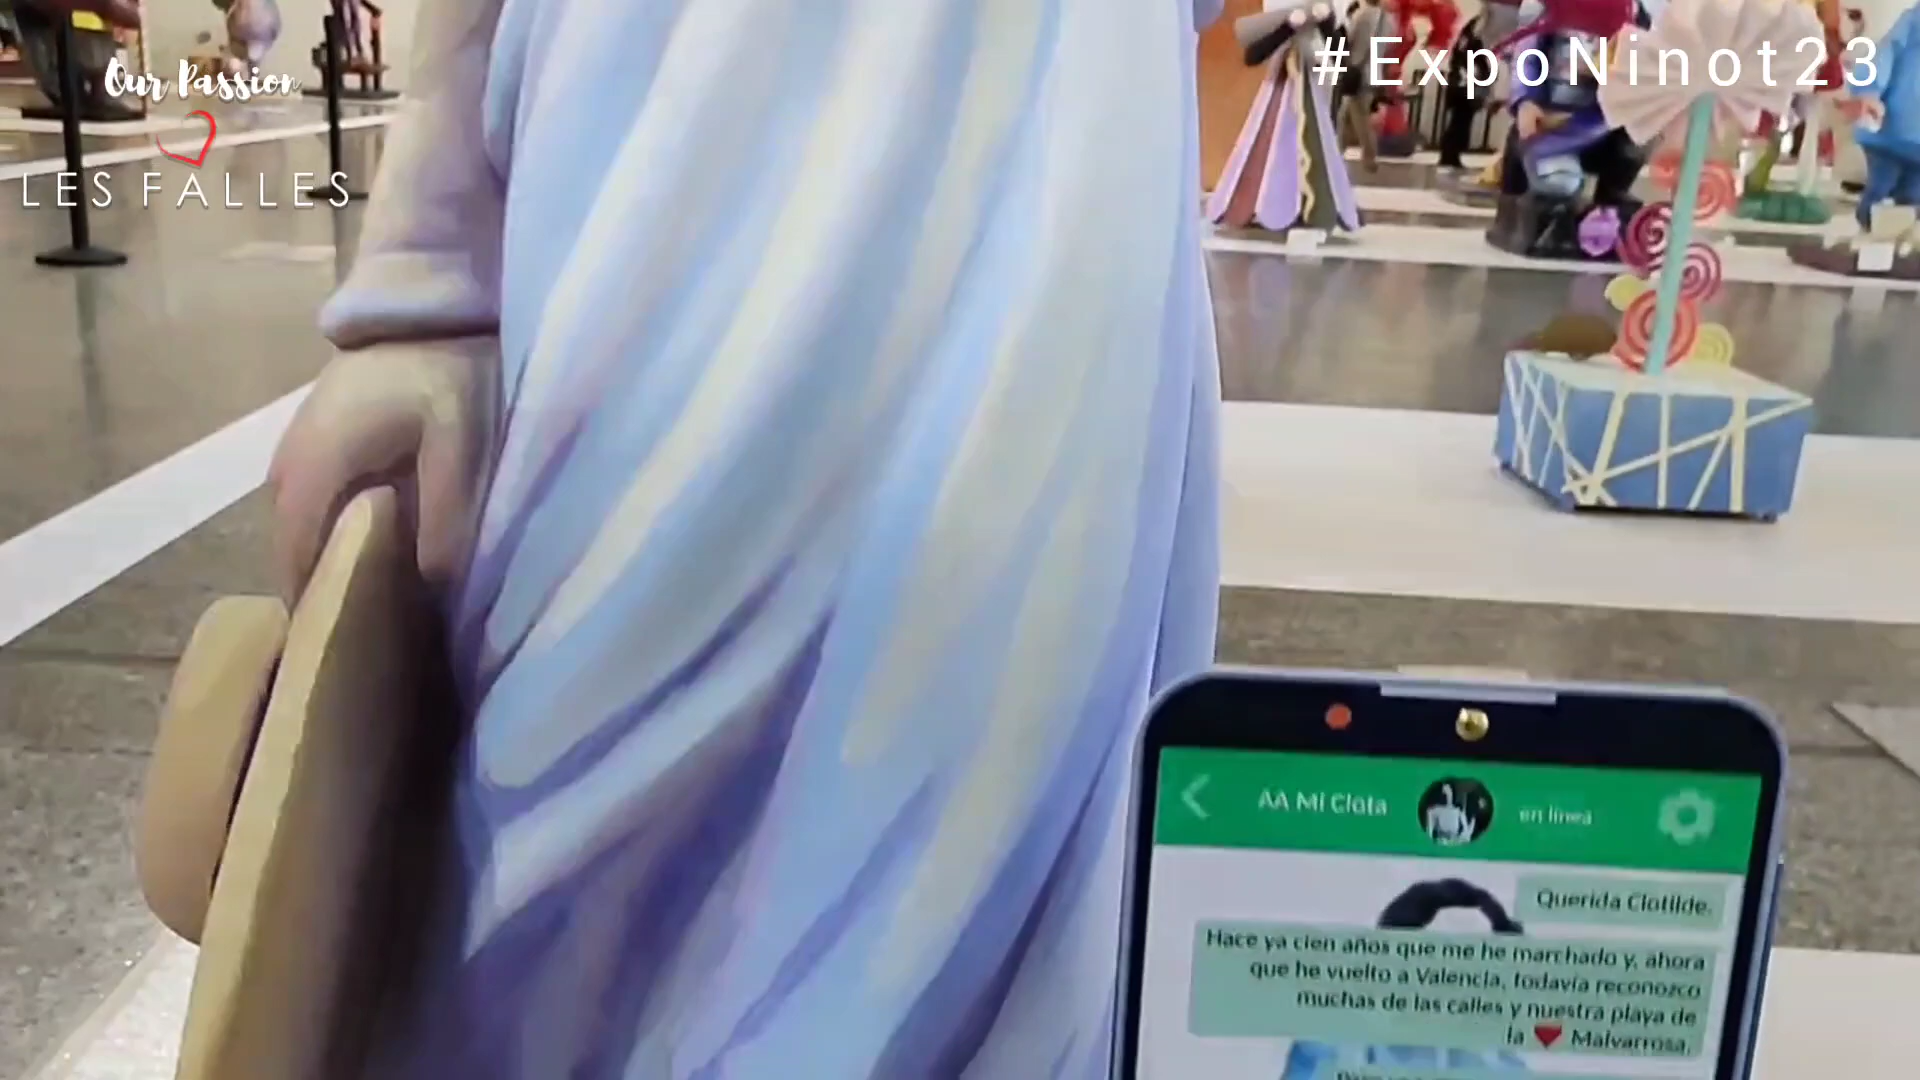 Our Passion
LES FALLES
#ExpoNinot23
AA Mi Clota
en línea
Querida Clotilde,
Hace ya cien años que me he marchado y, ahora
que he vuelto a Valencia, todavía reconozco
muchas de las calles y nuestra playa de
la ❤ Malvarrosa.